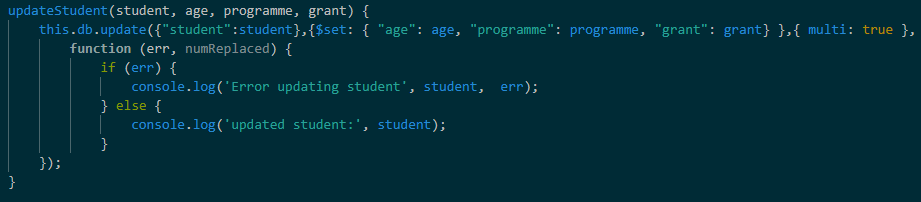 updateStudent(student, age, programme, grant) {
    this.db.update({"student":student},{$set: { "age": age, "programme": programme, "grant": grant} },{ multi: true },
        function (err, numReplaced) {
            if (err) {
                console.log('Error updating student', student,  err);
            } else {
                console.log('updated student:', student);
            }
    });
}